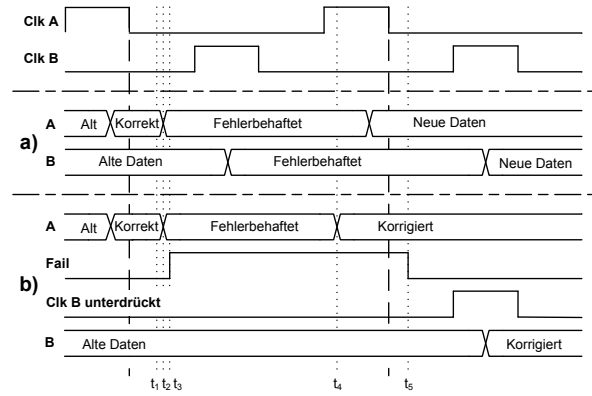 Clk A
Clk B
a)
A Alt Korrekt Fehlerbehaftet Neue Daten
B Alte Daten Fehlerbehaftet Neue Daten
b)
A Alt Korrekt Fehlerbehaftet Korrigiert
Fail
Clk B unterdrückt
B Alte Daten Korrigiert
t₁ t₂ t₃ t₄ t₅